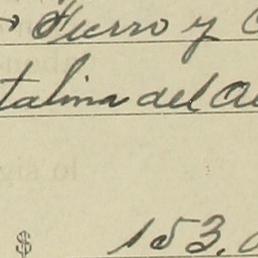 Fierro y
talina del
$ 153.